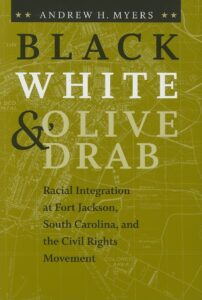 ★★ ANDREW H. MYERS ★★
BLACK
WHITE
& OLIVE
DRAB
Racial Integration
at Fort Jackson,
South Carolina, and
the Civil Rights
Movement